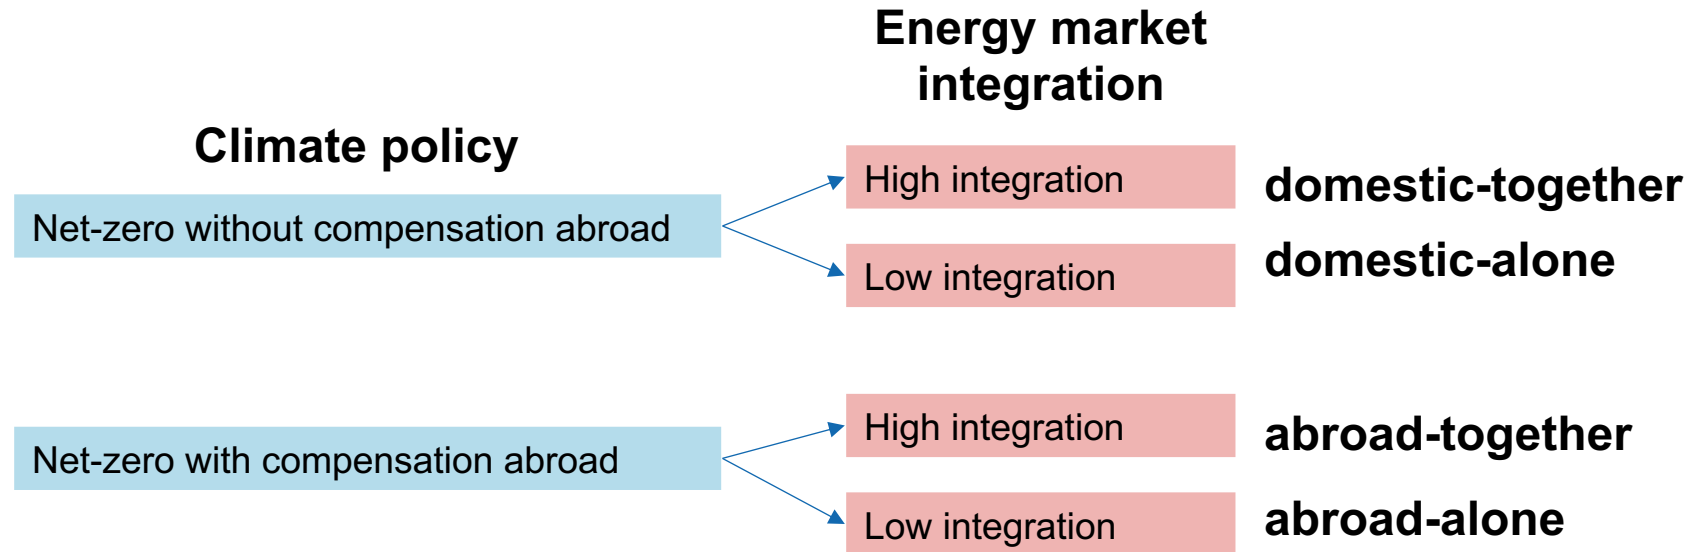 Energy market
integration
Climate policy
High integration
domestic-together
Net-zero without compensation abroad
Low integration
domestic-alone
High integration
abroad-together
Net-zero with compensation abroad
Low integration
abroad-alone